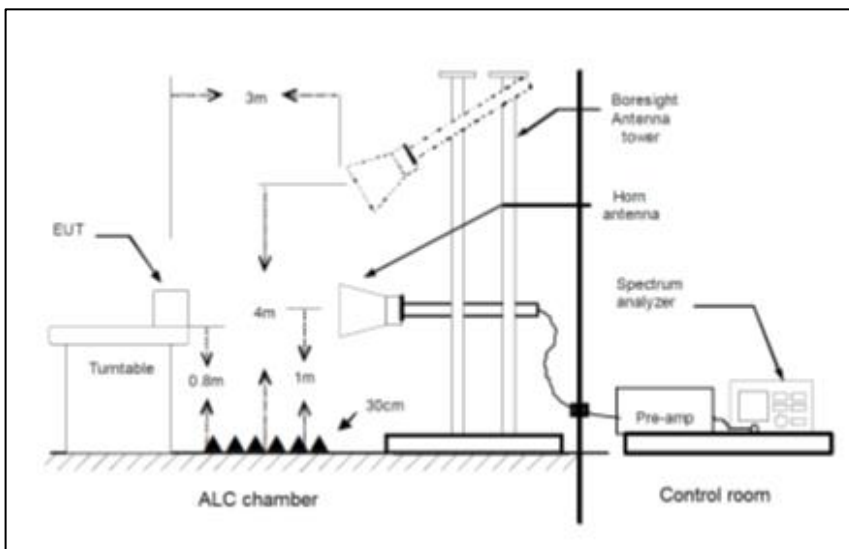 3m
Boresight
Antenna
tower
Horn
antenna
EUT
Spectrum
analyzer
4m
Turntable
0.8m
1m
30cm
Pre-amp
ALC chamber
Control room